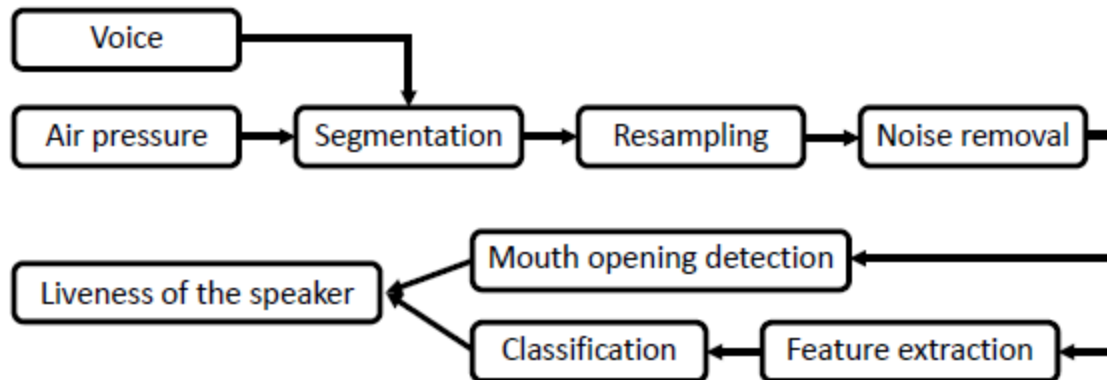 Voice
Air pressure
Segmentation
Resampling
Noise removal
Mouth opening detection
Liveness of the speaker
Classification
Feature extraction